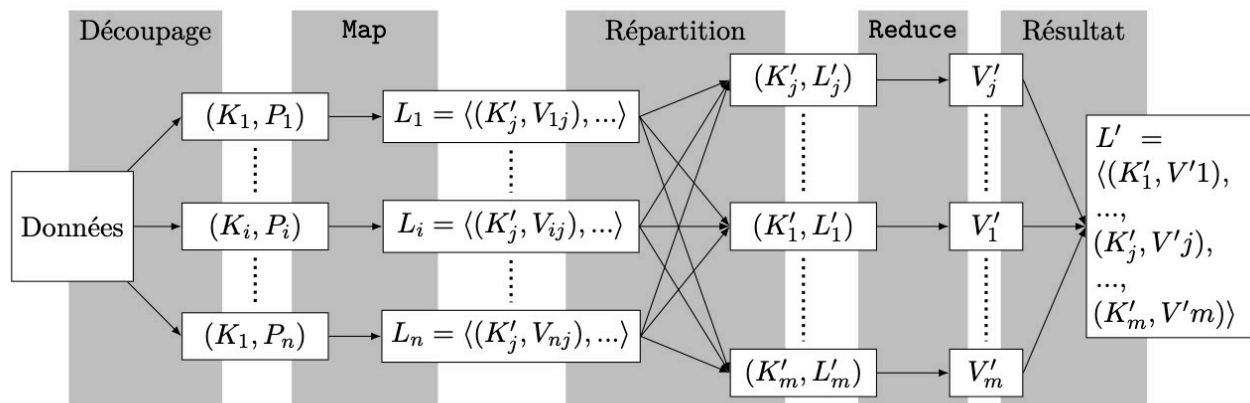 Découpage
Map
Répartition
Reduce
Résultat
Données
(K₁, P₁)
(Kᵢ, Pᵢ)
(K₁, Pₙ)
L₁ = ⟨(K′ⱼ, V₁ⱼ), ...⟩
Lᵢ = ⟨(K′ⱼ, Vᵢⱼ), ...⟩
Lₙ = ⟨(K′ⱼ, Vₙⱼ), ...⟩
(K′ⱼ, L′ⱼ)
(K′₁, L′₁)
(K′ₘ, L′ₘ)
V′ⱼ
V′₁
V′ₘ
L′ =
⟨(K′₁, V′1),
...,
(K′ⱼ, V′j),
...,
(K′ₘ, V′m)⟩